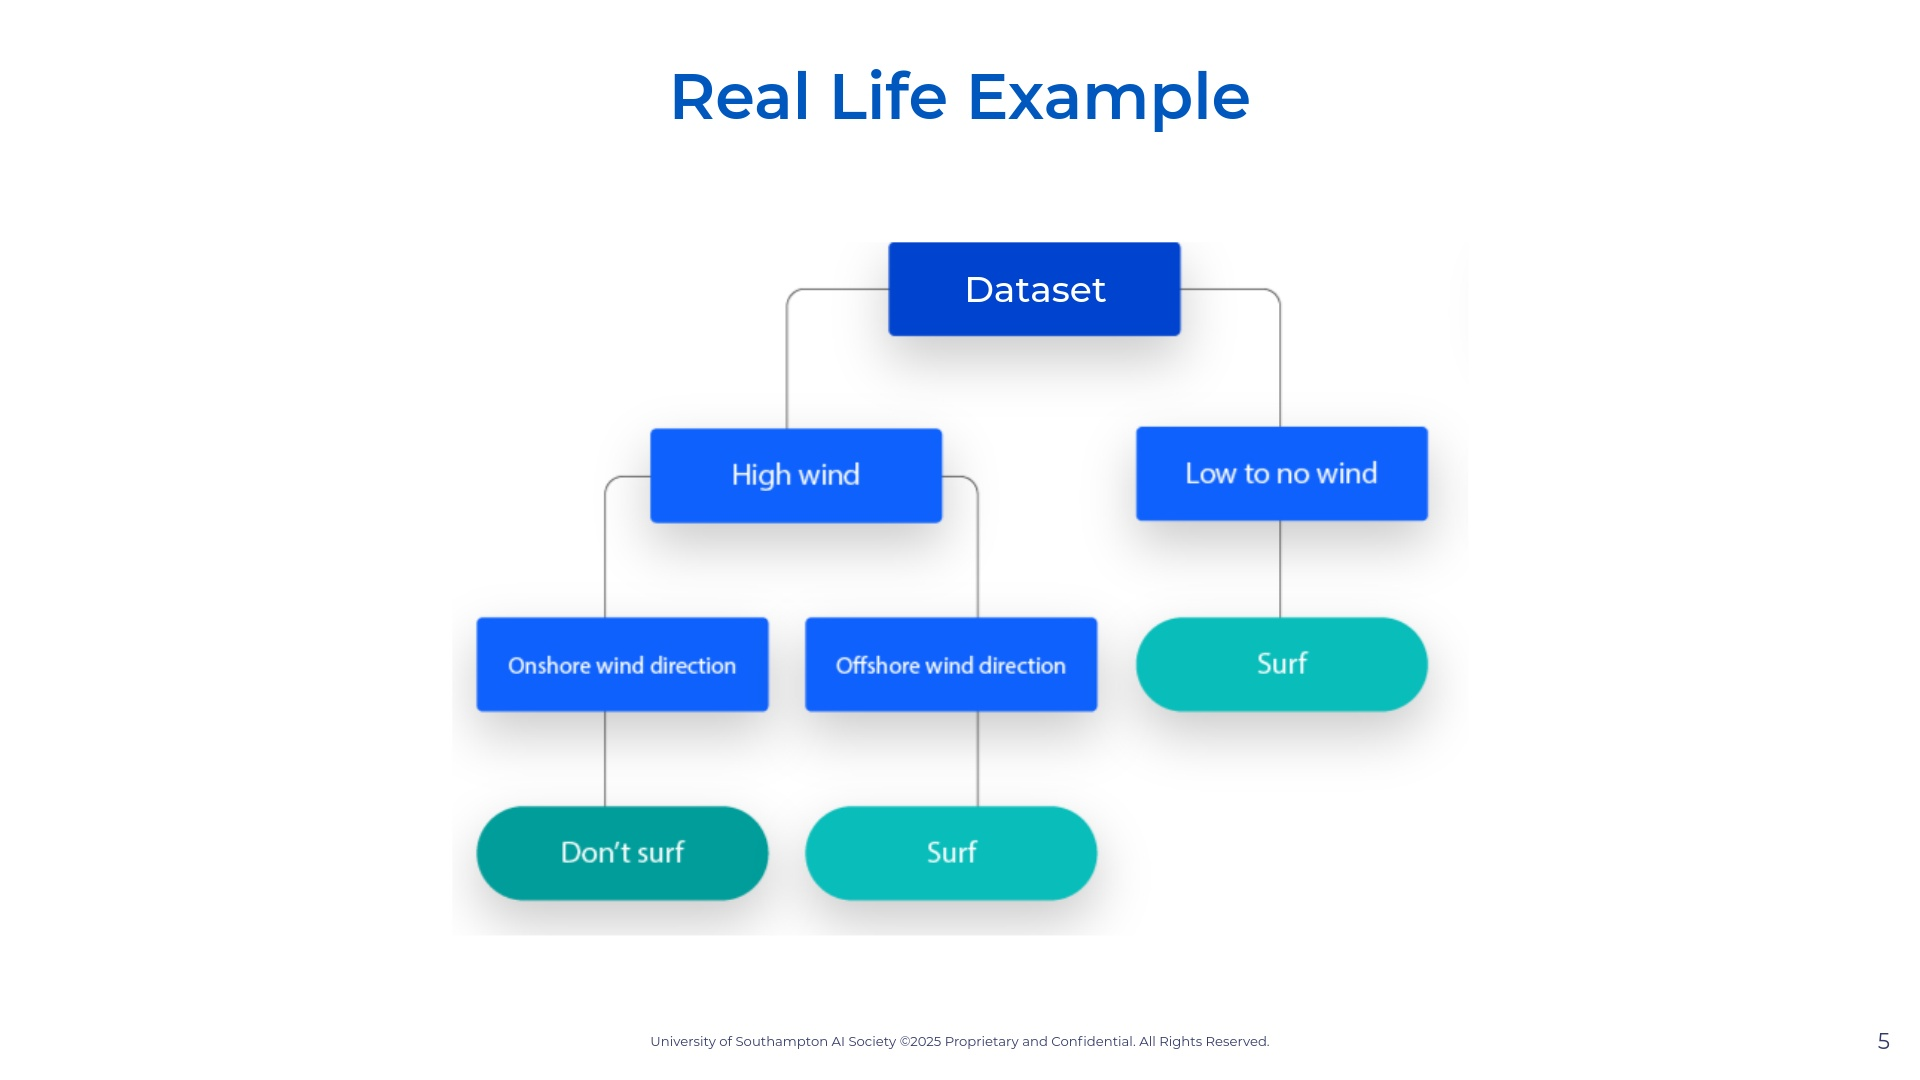 Real Life Example
Dataset
High wind
Low to no wind
Onshore wind direction
Offshore wind direction
Surf
Don’t surf
Surf
University of Southampton AI Society ©2025 Proprietary and Confidential. All Rights Reserved.
5